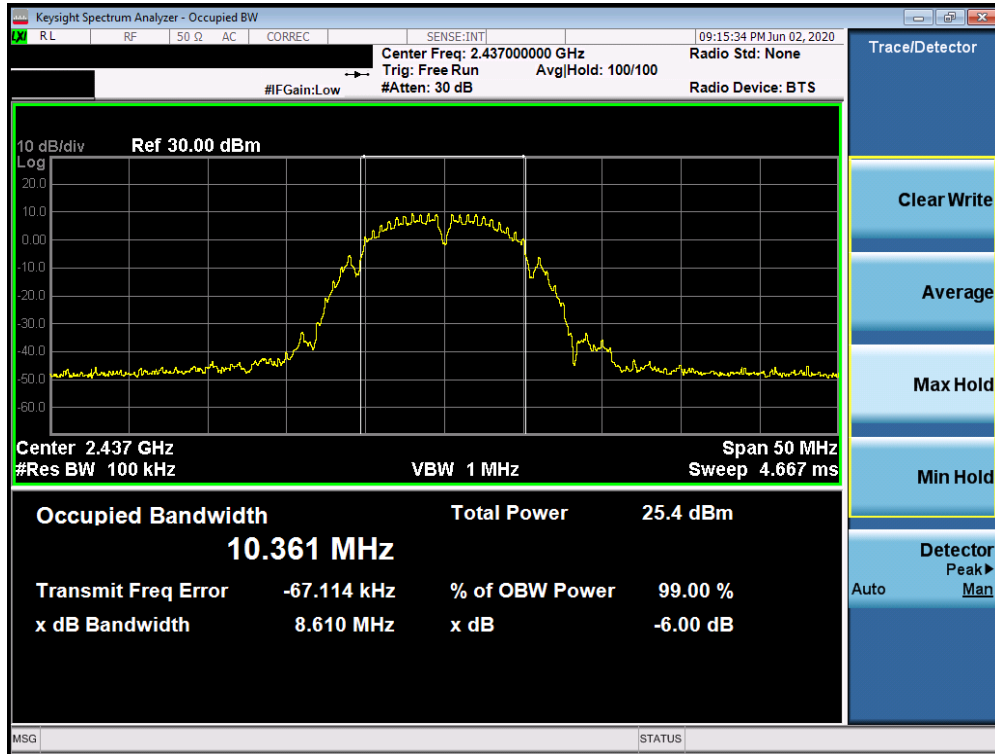 Keysight Spectrum Analyzer - Occupied BW
LXI RL RF 50 Ω AC CORREC SENSE:INT 09:15:34 PM Jun 02, 2020
Center Freq: 2.437000000 GHz Radio Std: None
Trig: Free Run Avg|Hold: 100/100
#IFGain:Low #Atten: 30 dB Radio Device: BTS
10 dB/div Ref 30.00 dBm
Log
20.0
10.0
0.00
-10.0
-20.0
-30.0
-40.0
-50.0
-60.0
Center 2.437 GHz Span 50 MHz
#Res BW 100 kHz VBW 1 MHz Sweep 4.667 ms
Occupied Bandwidth Total Power 25.4 dBm
10.361 MHz
Transmit Freq Error -67.114 kHz % of OBW Power 99.00 %
x dB Bandwidth 8.610 MHz x dB -6.00 dB
MSG STATUS
Trace/Detector
Clear Write
Average
Max Hold
Min Hold
Detector
Peak▶
Auto Man